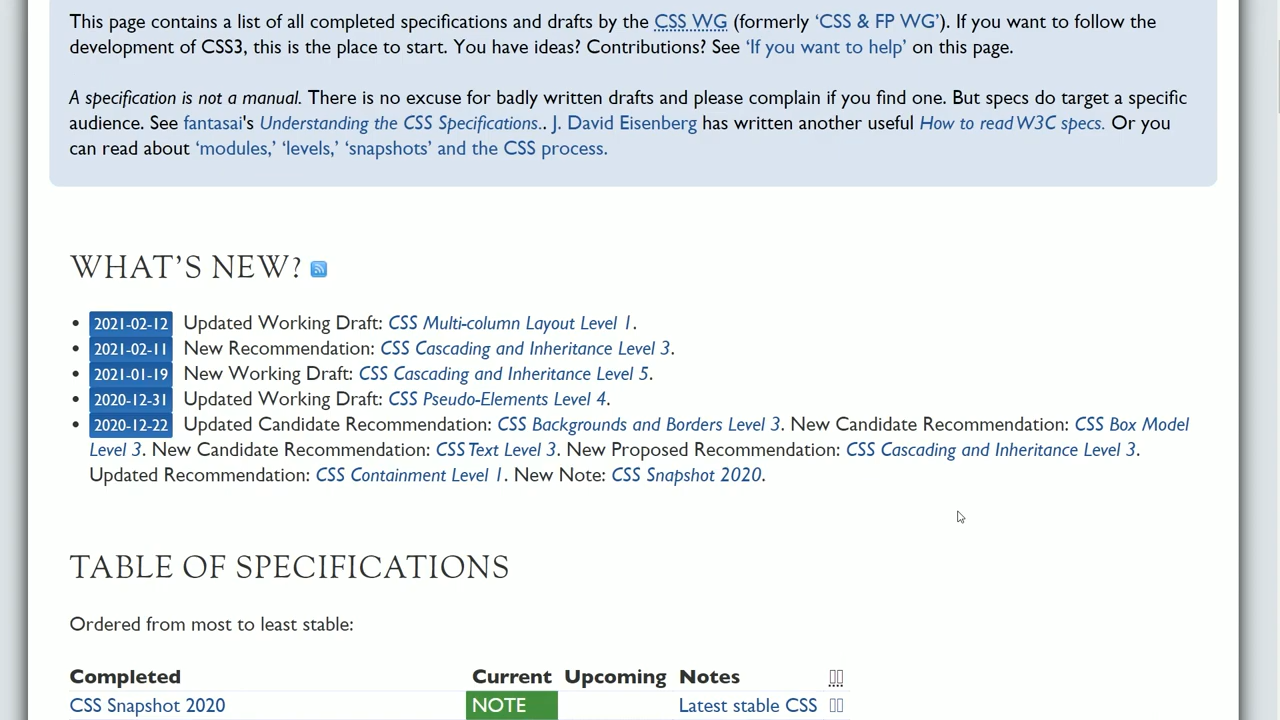 This page contains a list of all completed specifications and drafts by the CSS WG (formerly ‘CSS & FP WG’). If you want to follow the
development of CSS3, this is the place to start. You have ideas? Contributions? See ‘If you want to help’ on this page.
A specification is not a manual. There is no excuse for badly written drafts and please complain if you find one. But specs do target a specific
audience. See fantasai's Understanding the CSS Specifications.. J. David Eisenberg has written another useful How to read W3C specs. Or you
can read about ‘modules,’ ‘levels,’ ‘snapshots’ and the CSS process.
WHAT’S NEW?
• 2021-02-12 Updated Working Draft: CSS Multi-column Layout Level 1.
• 2021-02-11 New Recommendation: CSS Cascading and Inheritance Level 3.
• 2021-01-19 New Working Draft: CSS Cascading and Inheritance Level 5.
• 2020-12-31 Updated Working Draft: CSS Pseudo-Elements Level 4.
• 2020-12-22 Updated Candidate Recommendation: CSS Backgrounds and Borders Level 3. New Candidate Recommendation: CSS Box Model
Level 3. New Candidate Recommendation: CSS Text Level 3. New Proposed Recommendation: CSS Cascading and Inheritance Level 3.
Updated Recommendation: CSS Containment Level 1. New Note: CSS Snapshot 2020.
TABLE OF SPECIFICATIONS
Ordered from most to least stable:
Completed Current Upcoming Notes
CSS Snapshot 2020 NOTE Latest stable CSS